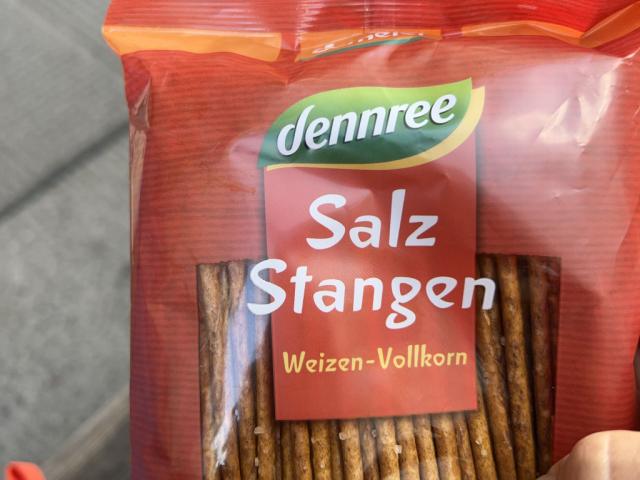 dennree
Salz
Stangen
Weizen-Vollkorn